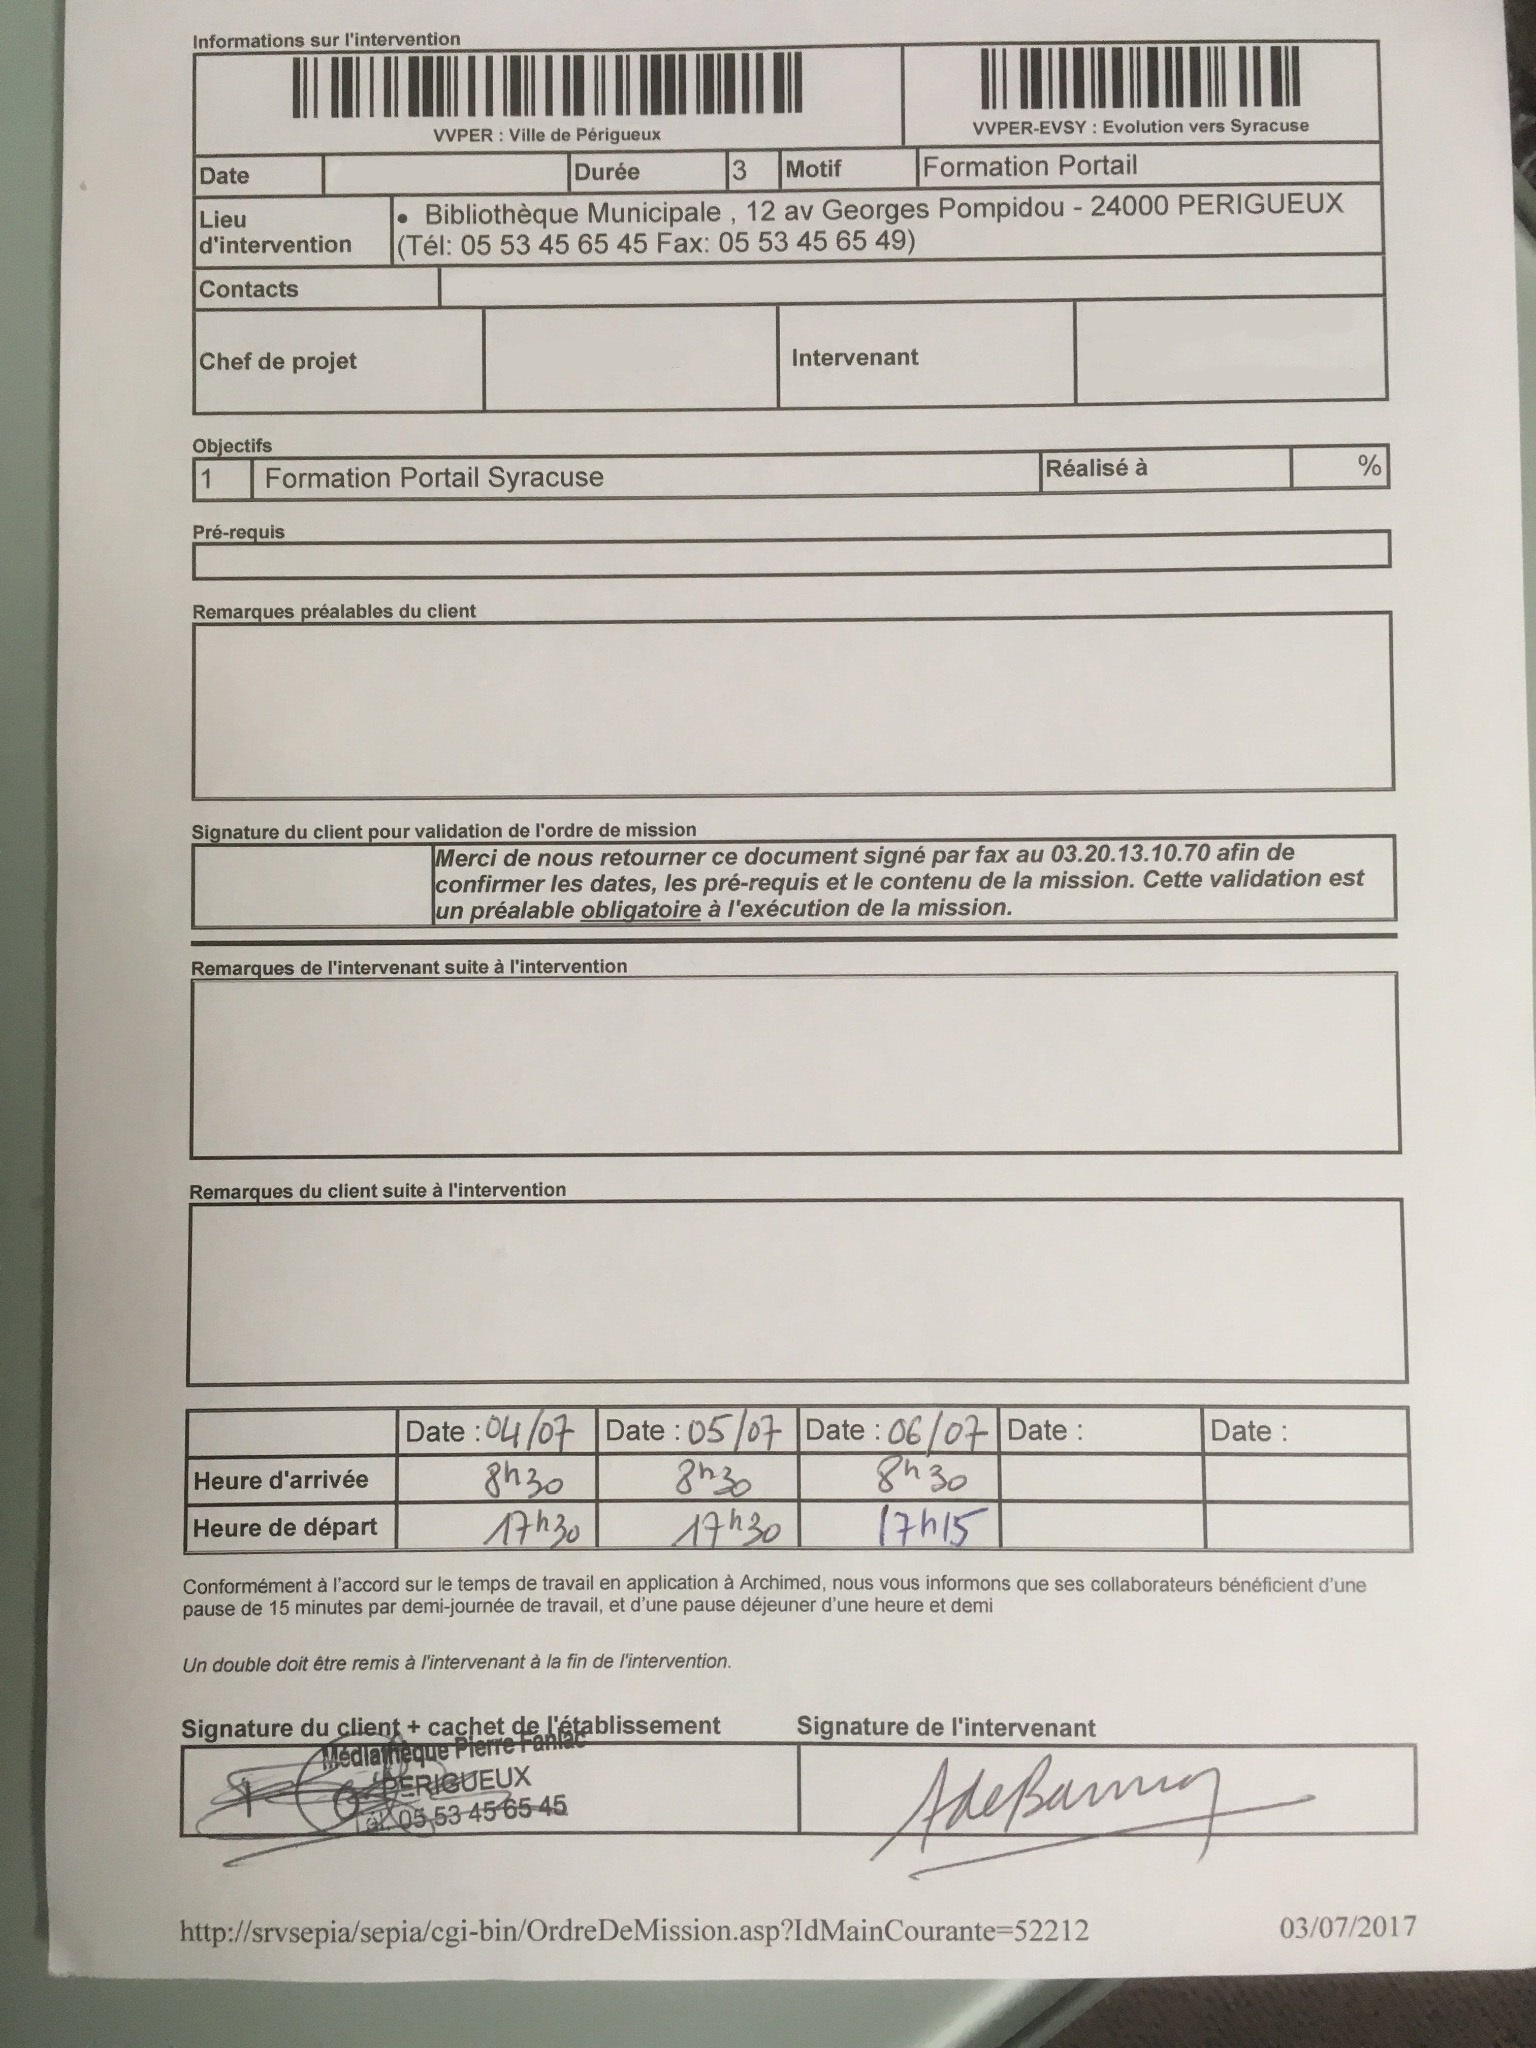 Informations sur l'intervention
VVPER : Ville de Périgueux
VVPER-EVSY : Evolution vers Syracuse
Date Durée 3 Motif Formation Portail
Lieu d'intervention
• Bibliothèque Municipale , 12 av Georges Pompidou - 24000 PERIGUEUX
(Tél: 05 53 45 65 45 Fax: 05 53 45 65 49)
Contacts
Chef de projet Intervenant
Objectifs
1 Formation Portail Syracuse Réalisé à %
Pré-requis
Remarques préalables du client
Signature du client pour validation de l'ordre de mission
Merci de nous retourner ce document signé par fax au 03.20.13.10.70 afin de
confirmer les dates, les pré-requis et le contenu de la mission. Cette validation est
un préalable obligatoire à l'exécution de la mission.
Remarques de l'intervenant suite à l'intervention
Remarques du client suite à l'intervention
Date : 04/07 Date : 05/07 Date : 06/07 Date : Date :
Heure d'arrivée 8h30 8h30 8h30
Heure de départ 17h30 17h30 17h15
Conformément à l'accord sur le temps de travail en application à Archimed, nous vous informons que ses collaborateurs bénéficient d'une
pause de 15 minutes par demi-journée de travail, et d'une pause déjeuner d'une heure et demi
Un double doit être remis à l'intervenant à la fin de l'intervention.
Signature du client + cachet de l'établissement Signature de l'intervenant
Médiathèque Pierre Fanlac
PERIGUEUX
Tél. 05 53 45 65 45
http://srvsepia/sepia/cgi-bin/OrdreDeMission.asp?IdMainCourante=52212 03/07/2017